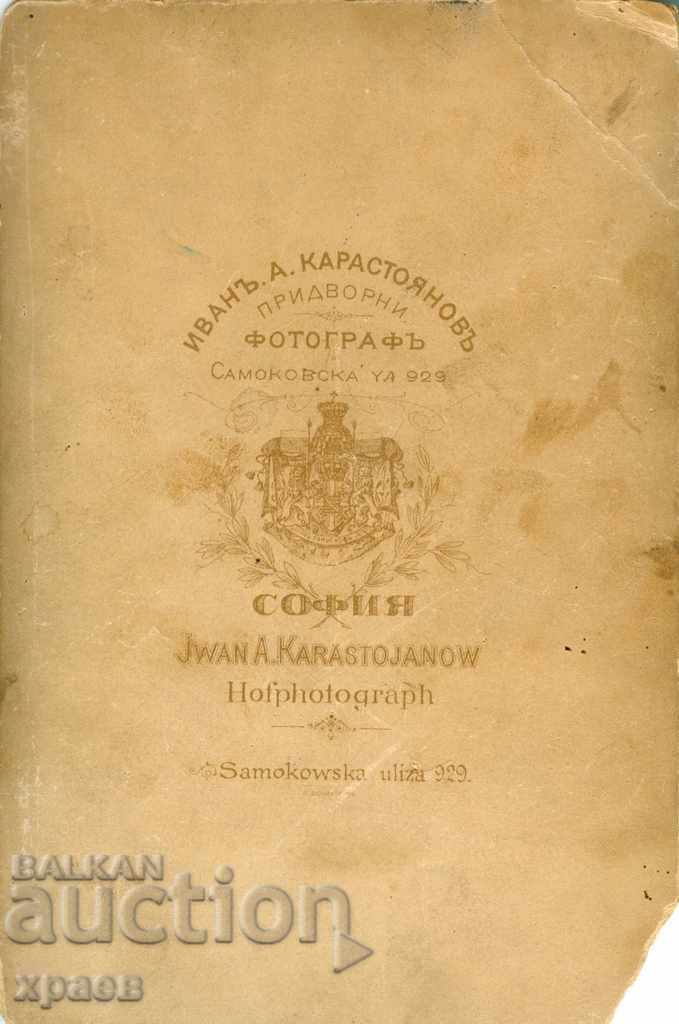 ИВАНЪ. А. КАРАСТОЯНОВЪ
ПРИДВОРНИ
ФОТОГРАФЪ
САМОКОВСКА УЛ 929
СОФИЯ
JWAN A. KARASTOJANOW
Hofphotograph
Samokowska uliza 929.
BALKAN
auction
храев